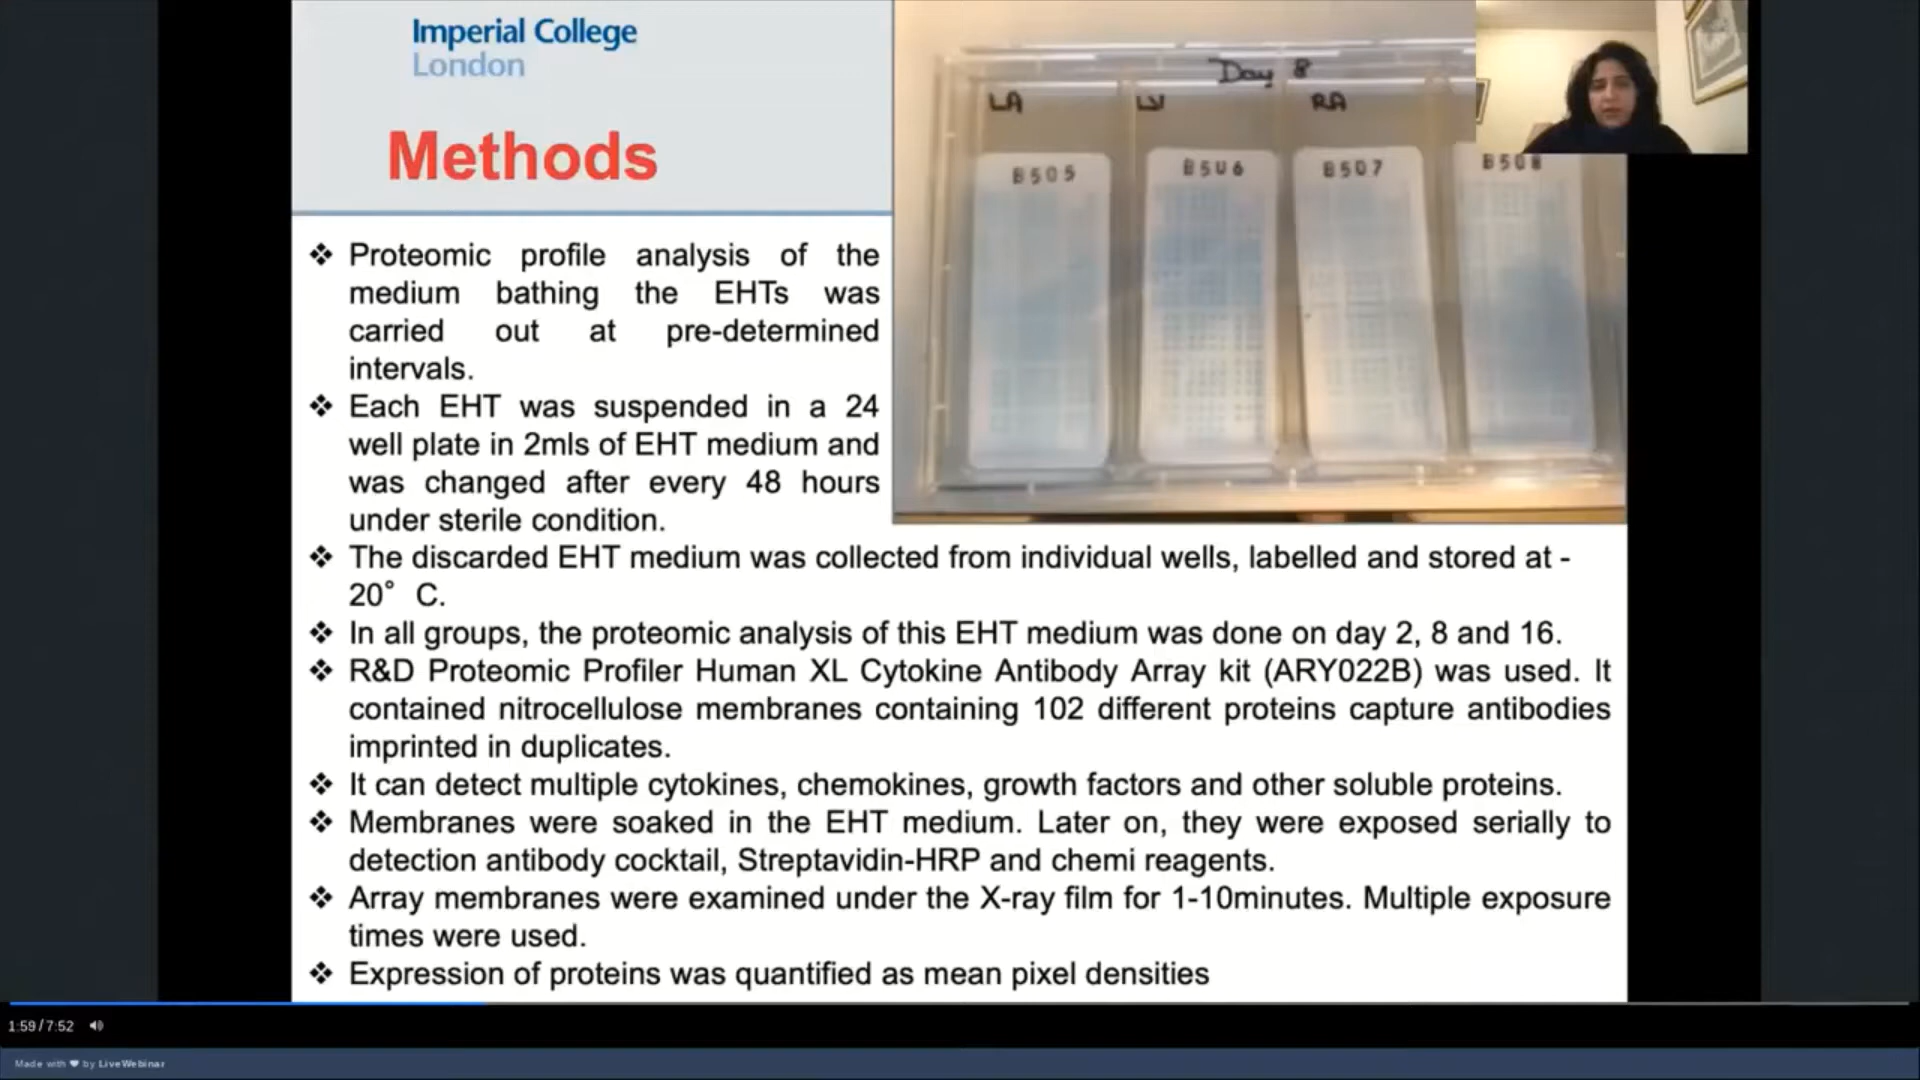 Imperial College
London
Methods
Day 8
LA
LV
RA
B505
B506
B507
B508
❖ Proteomic profile analysis of the
medium bathing the EHTs was
carried out at pre-determined
intervals.
❖ Each EHT was suspended in a 24
well plate in 2mls of EHT medium and
was changed after every 48 hours
under sterile condition.
❖ The discarded EHT medium was collected from individual wells, labelled and stored at -
20° C.
❖ In all groups, the proteomic analysis of this EHT medium was done on day 2, 8 and 16.
❖ R&D Proteomic Profiler Human XL Cytokine Antibody Array kit (ARY022B) was used. It
contained nitrocellulose membranes containing 102 different proteins capture antibodies
imprinted in duplicates.
❖ It can detect multiple cytokines, chemokines, growth factors and other soluble proteins.
❖ Membranes were soaked in the EHT medium. Later on, they were exposed serially to
detection antibody cocktail, Streptavidin-HRP and chemi reagents.
❖ Array membranes were examined under the X-ray film for 1-10minutes. Multiple exposure
times were used.
❖ Expression of proteins was quantified as mean pixel densities
1:59/7:52
Made with ❤ by LiveWebinar